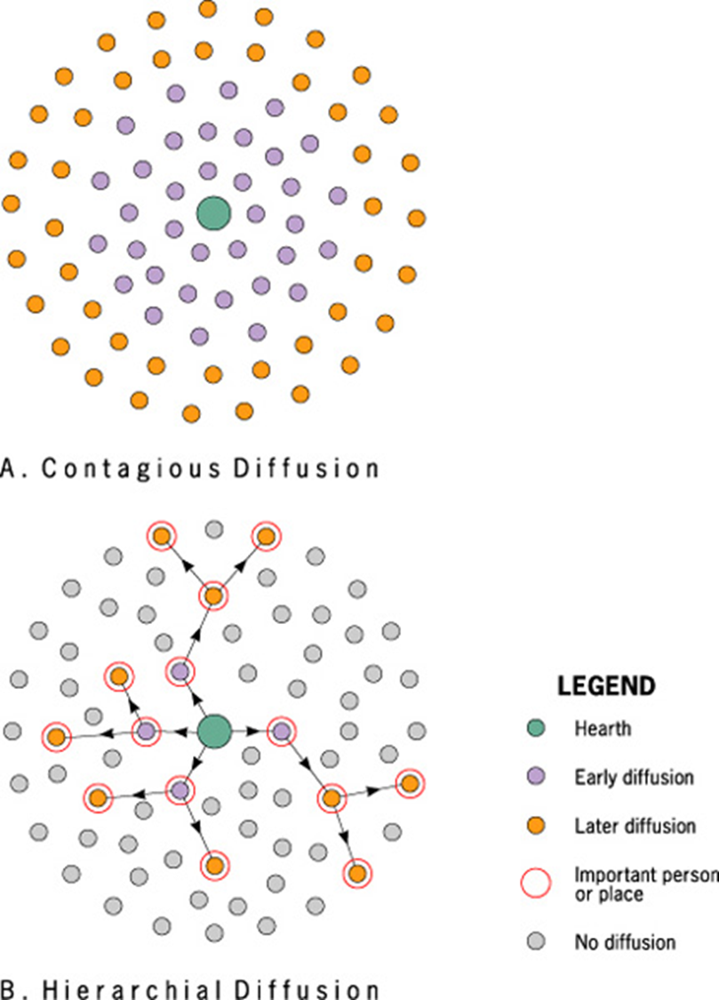 A. Contagious Diffusion
LEGEND
Hearth
Early diffusion
Later diffusion
Important person
or place
No diffusion
B. Hierarchial Diffusion